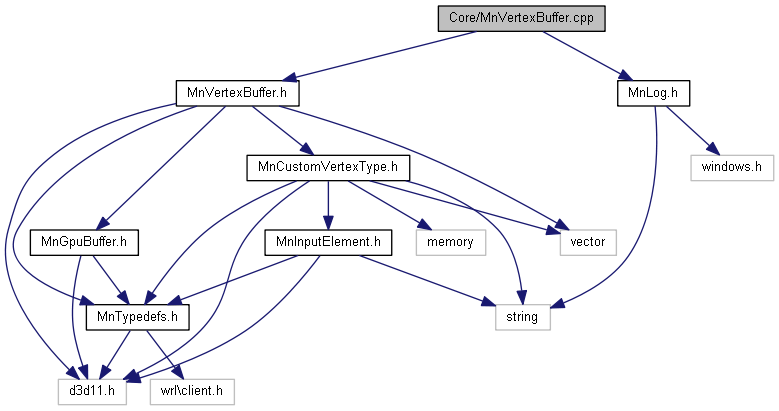 Core/MnVertexBuffer.cpp
MnVertexBuffer.h
MnLog.h
MnCustomVertexType.h
windows.h
MnGpuBuffer.h
MnInputElement.h
memory
vector
MnTypedefs.h
string
d3d11.h
wrl\client.h